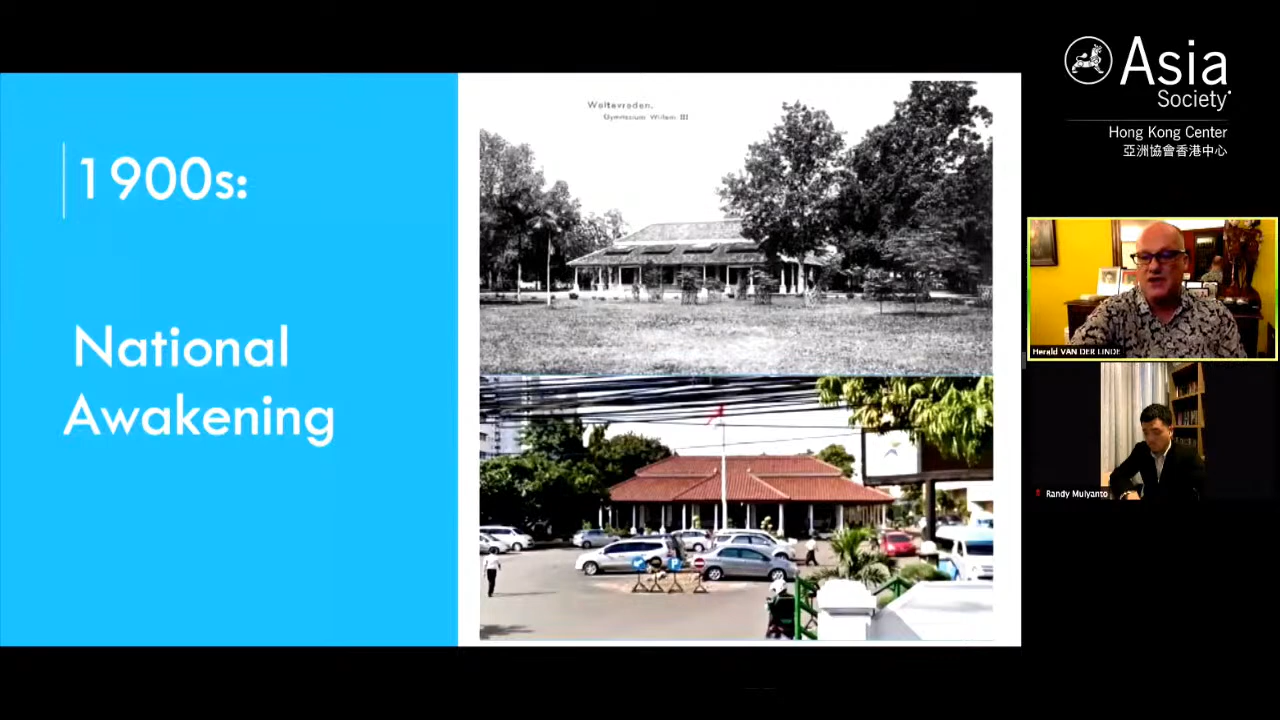 1900s:
National
Awakening
Weltevreden.
Gymnasium Willem III
Asia
Society
Hong Kong Center
亞洲協會香港中心
Herald VAN DER LINDE
Randy Mulyanto
P